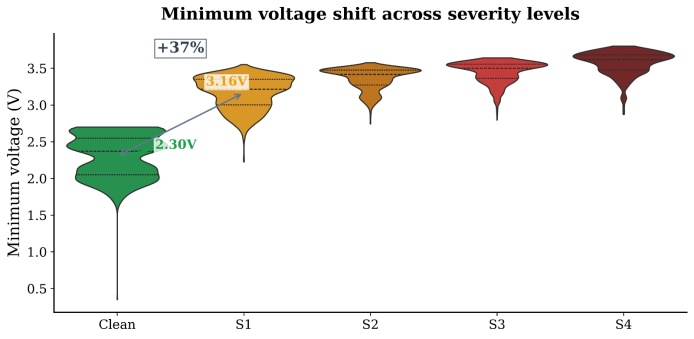 Minimum voltage shift across severity levels
+37%
3.16V
2.30V
Minimum voltage (V)
3.5
3.0
2.5
2.0
1.5
1.0
0.5
Clean S1 S2 S3 S4